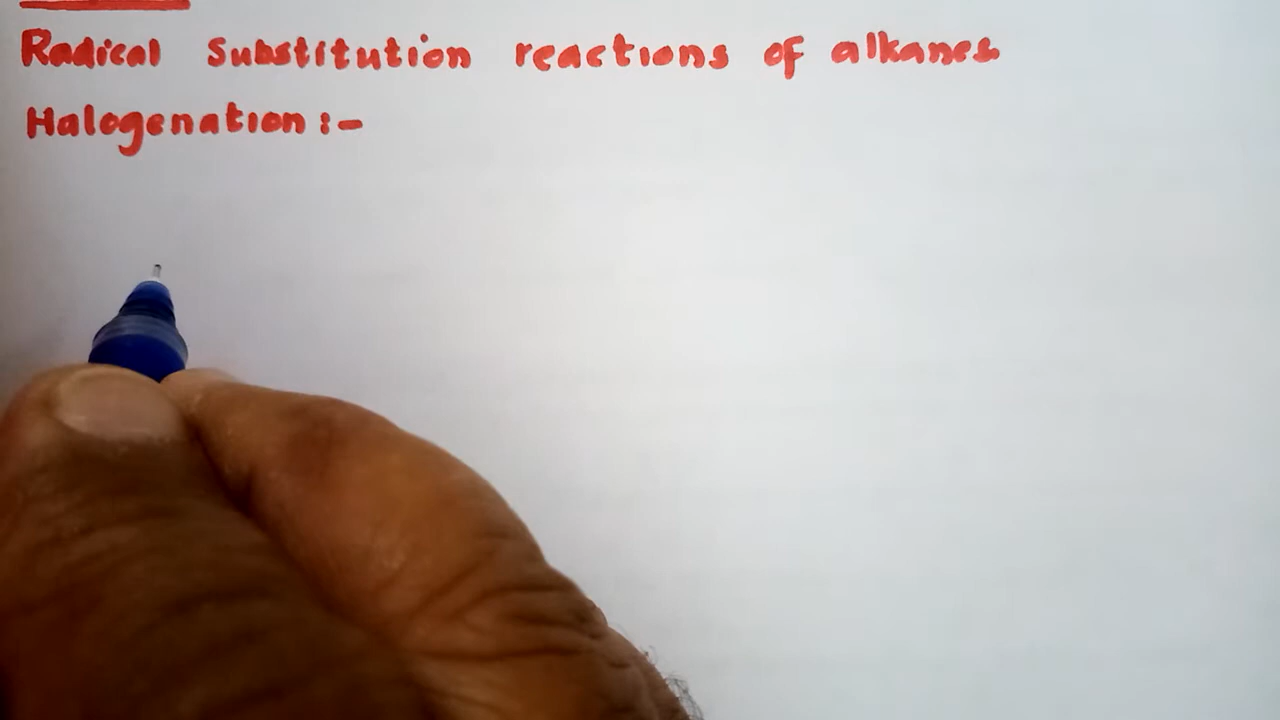 Radical Substitution reactions of alkanes
Halogenation :-